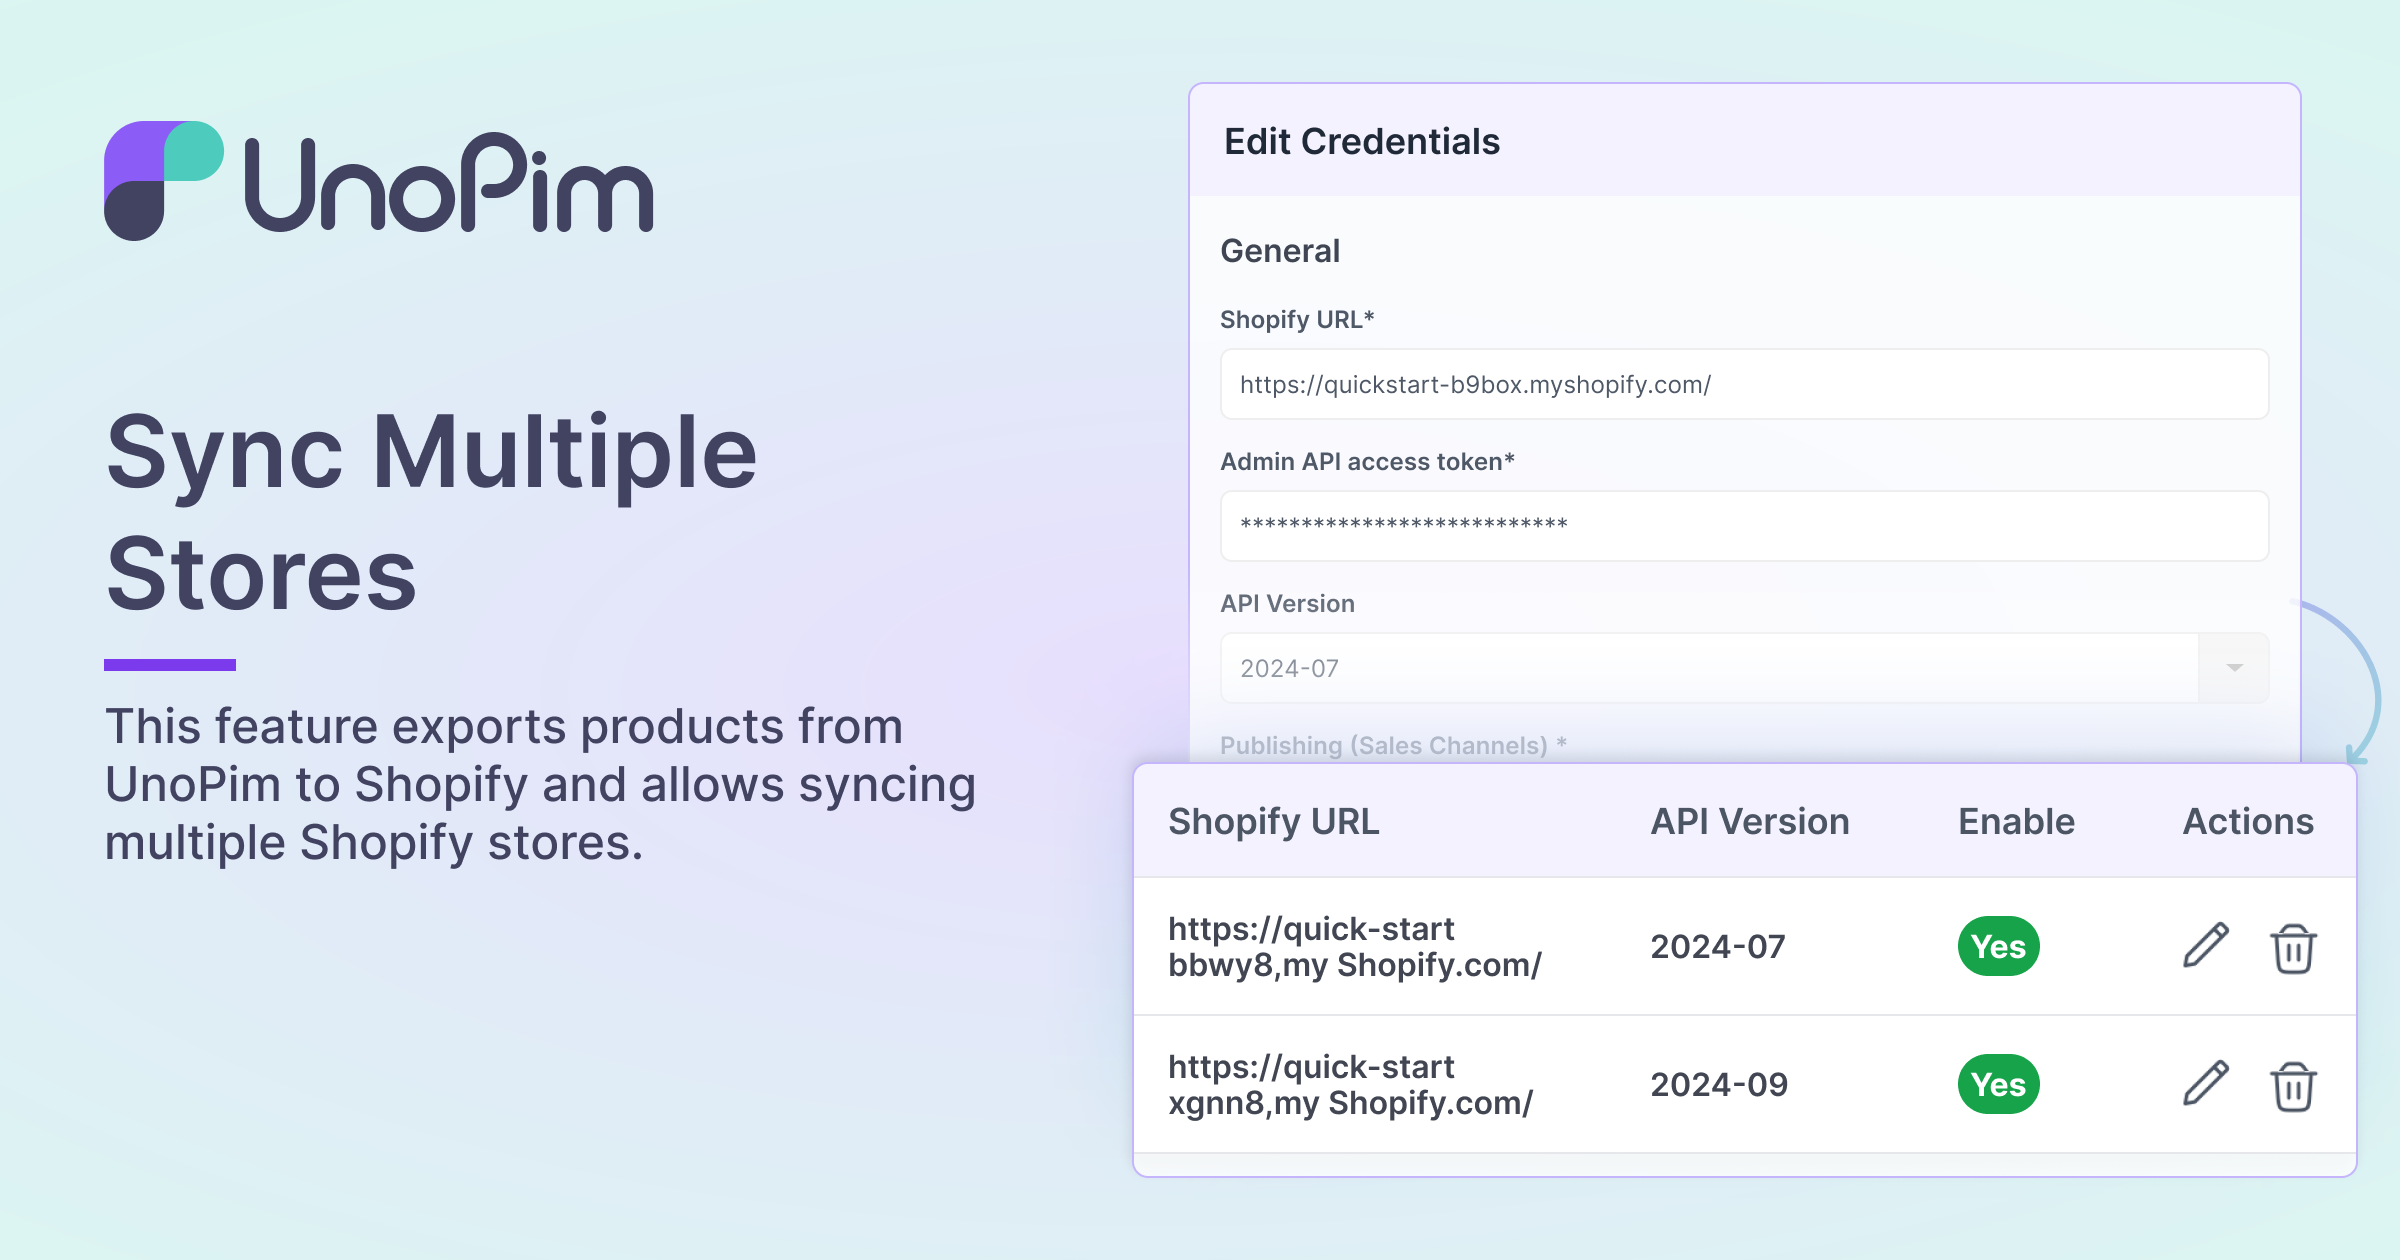 UnoPim
Sync Multiple
Stores
This feature exports products from
UnoPim to Shopify and allows syncing
multiple Shopify stores.
Edit Credentials
General
Shopify URL*
https://quickstart-b9box.myshopify.com/
Admin API access token*
***************************
API Version
2024-07
Publishing (Sales Channels) *
Shopify URL API Version Enable Actions
https://quick-start
bbwy8,my Shopify.com/ 2024-07 Yes
https://quick-start
xgnn8,my Shopify.com/ 2024-09 Yes